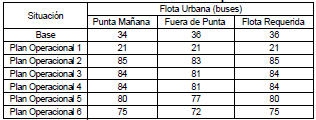 Situación Flota Urbana (buses)
Punta Mañana Fuera de Punta Flota Requerida
Base 34 36 36
Plan Operacional 1 21 21 21
Plan Operacional 2 85 83 85
Plan Operacional 3 84 81 84
Plan Operacional 4 84 81 84
Plan Operacional 5 80 77 80
Plan Operacional 6 75 72 75